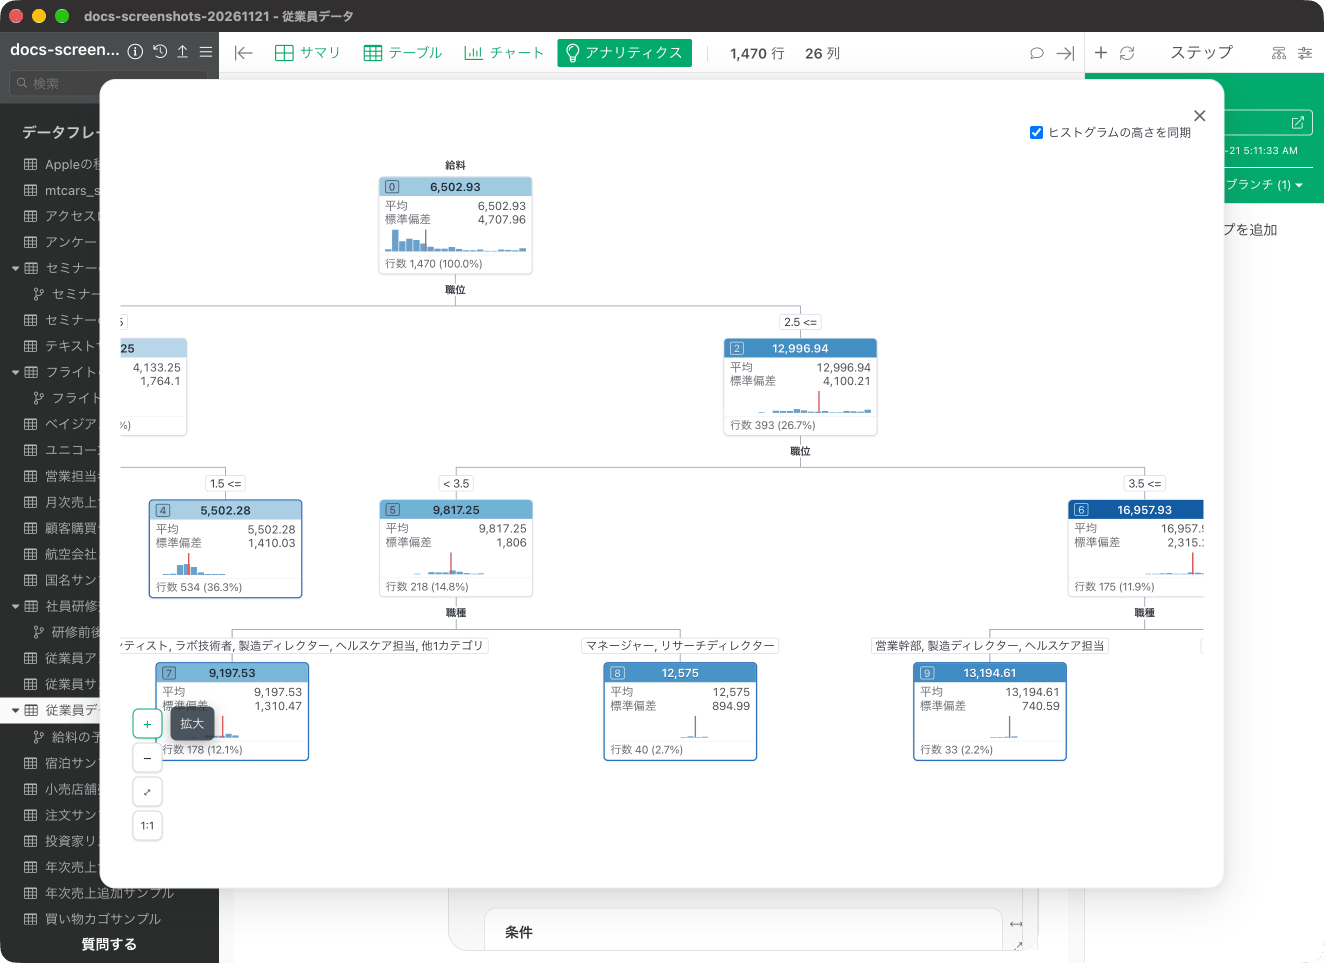 docs-screenshots-20261121 - 従業員データ
docs-screen...
サマリ
テーブル
チャート
アナリティクス
1,470 行
26 列
ステップ
検索
ヒストグラムの高さを同期
-21 5:11:33 AM
ブランチ (1)
プを追加
データフレー
Appleの
mtcars_s
アクセス
アンケー
セミナー
セミナー
セミナー
テキスト
フライト
フライト
ベイジア
ユニコー
営業担当
月次売上
顧客購買
航空会社
国名サン
社員研修
研修前後
従業員ア
従業員サ
従業員デ
給料の予
宿泊サン
小売店舗
注文サン
投資家リ
年次売上
年次売上追加サンプル
買い物カゴサンプル
質問する
給料
0 6,502.93
平均 6,502.93
標準偏差 4,707.96
行数 1,470 (100.0%)
職位
5
2.5 <=
25
4,133.25
1,764.1
%)
2 12,996.94
平均 12,996.94
標準偏差 4,100.21
行数 393 (26.7%)
職位
1.5 <=
< 3.5
3.5 <=
4 5,502.28
平均 5,502.28
標準偏差 1,410.03
行数 534 (36.3%)
5 9,817.25
平均 9,817.25
標準偏差 1,806
行数 218 (14.8%)
職種
6 16,957.93
平均 16,957.9
標準偏差 2,315.
行数 175 (11.9%)
職種
ティスト, ラボ技術者, 製造ディレクター, ヘルスケア担当, 他1カテゴリ
マネージャー, リサーチディレクター
営業幹部, 製造ディレクター, ヘルスケア担当
7 9,197.53
平均 9,197.53
標準偏差 1,310.47
行数 178 (12.1%)
8 12,575
平均 12,575
標準偏差 894.99
行数 40 (2.7%)
9 13,194.61
平均 13,194.61
標準偏差 740.59
行数 33 (2.2%)
+
拡大
−
1:1
条件